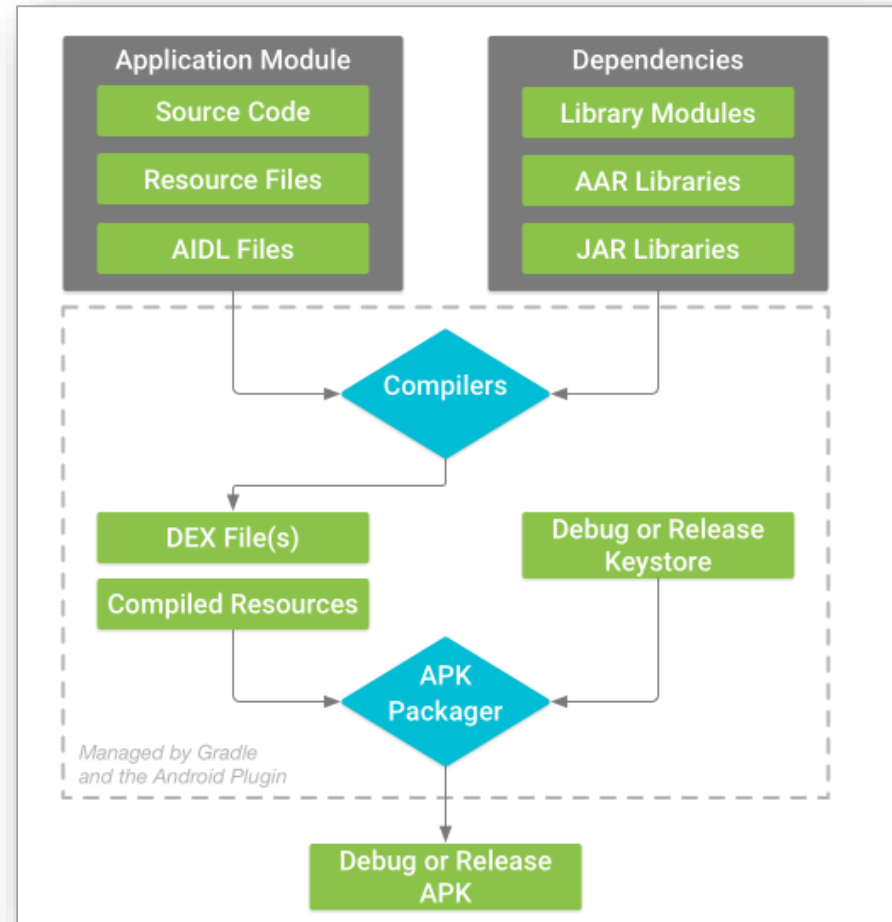 Application Module
Source Code
Resource Files
AIDL Files
Dependencies
Library Modules
AAR Libraries
JAR Libraries
Compilers
DEX File(s)
Compiled Resources
Debug or Release
Keystore
APK
Packager
Managed by Gradle
and the Android Plugin
Debug or Release
APK